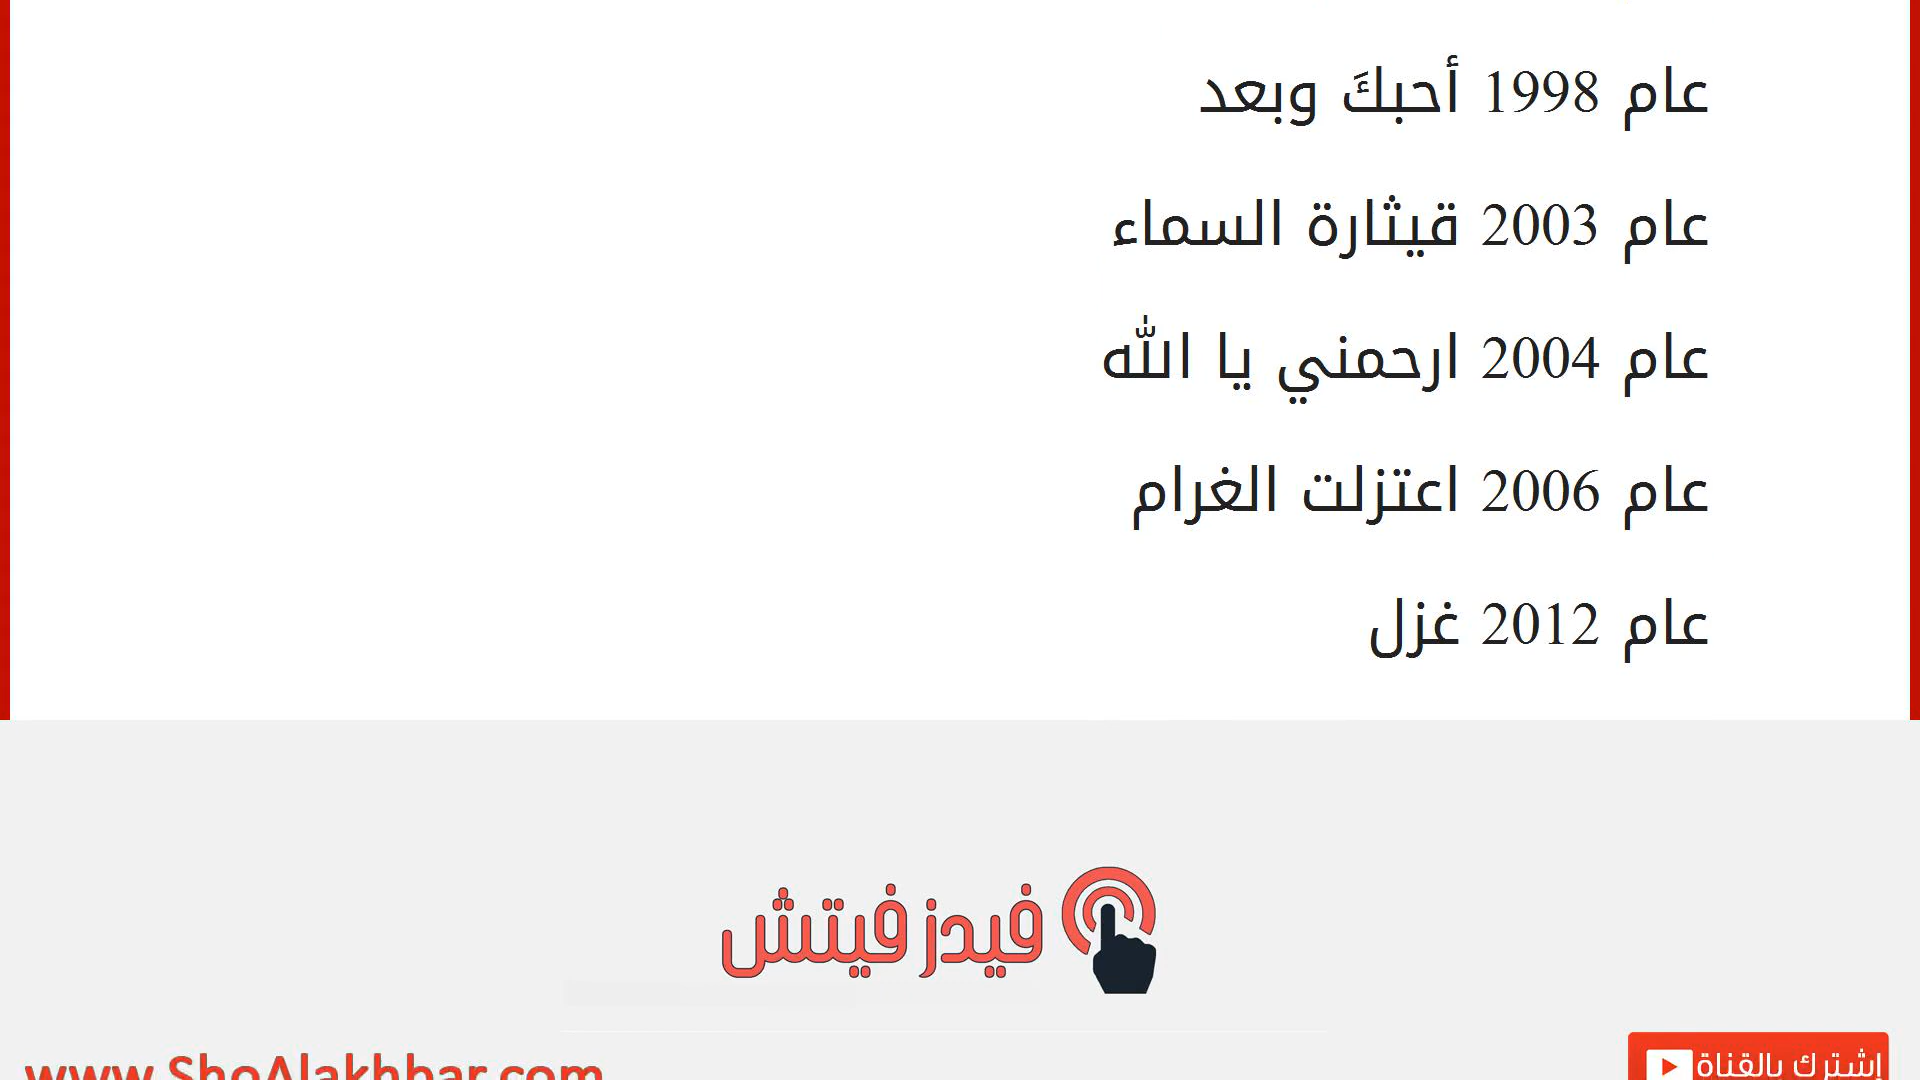 عام 1998 أحبكَ وبعد
عام 2003 قيثارة السماء
عام 2004 ارحمني يا الله
عام 2006 اعتزلت الغرام
عام 2012 غزل
فيدز فيتش
www.ShoAlakhbar.com
إشترك بالقناة